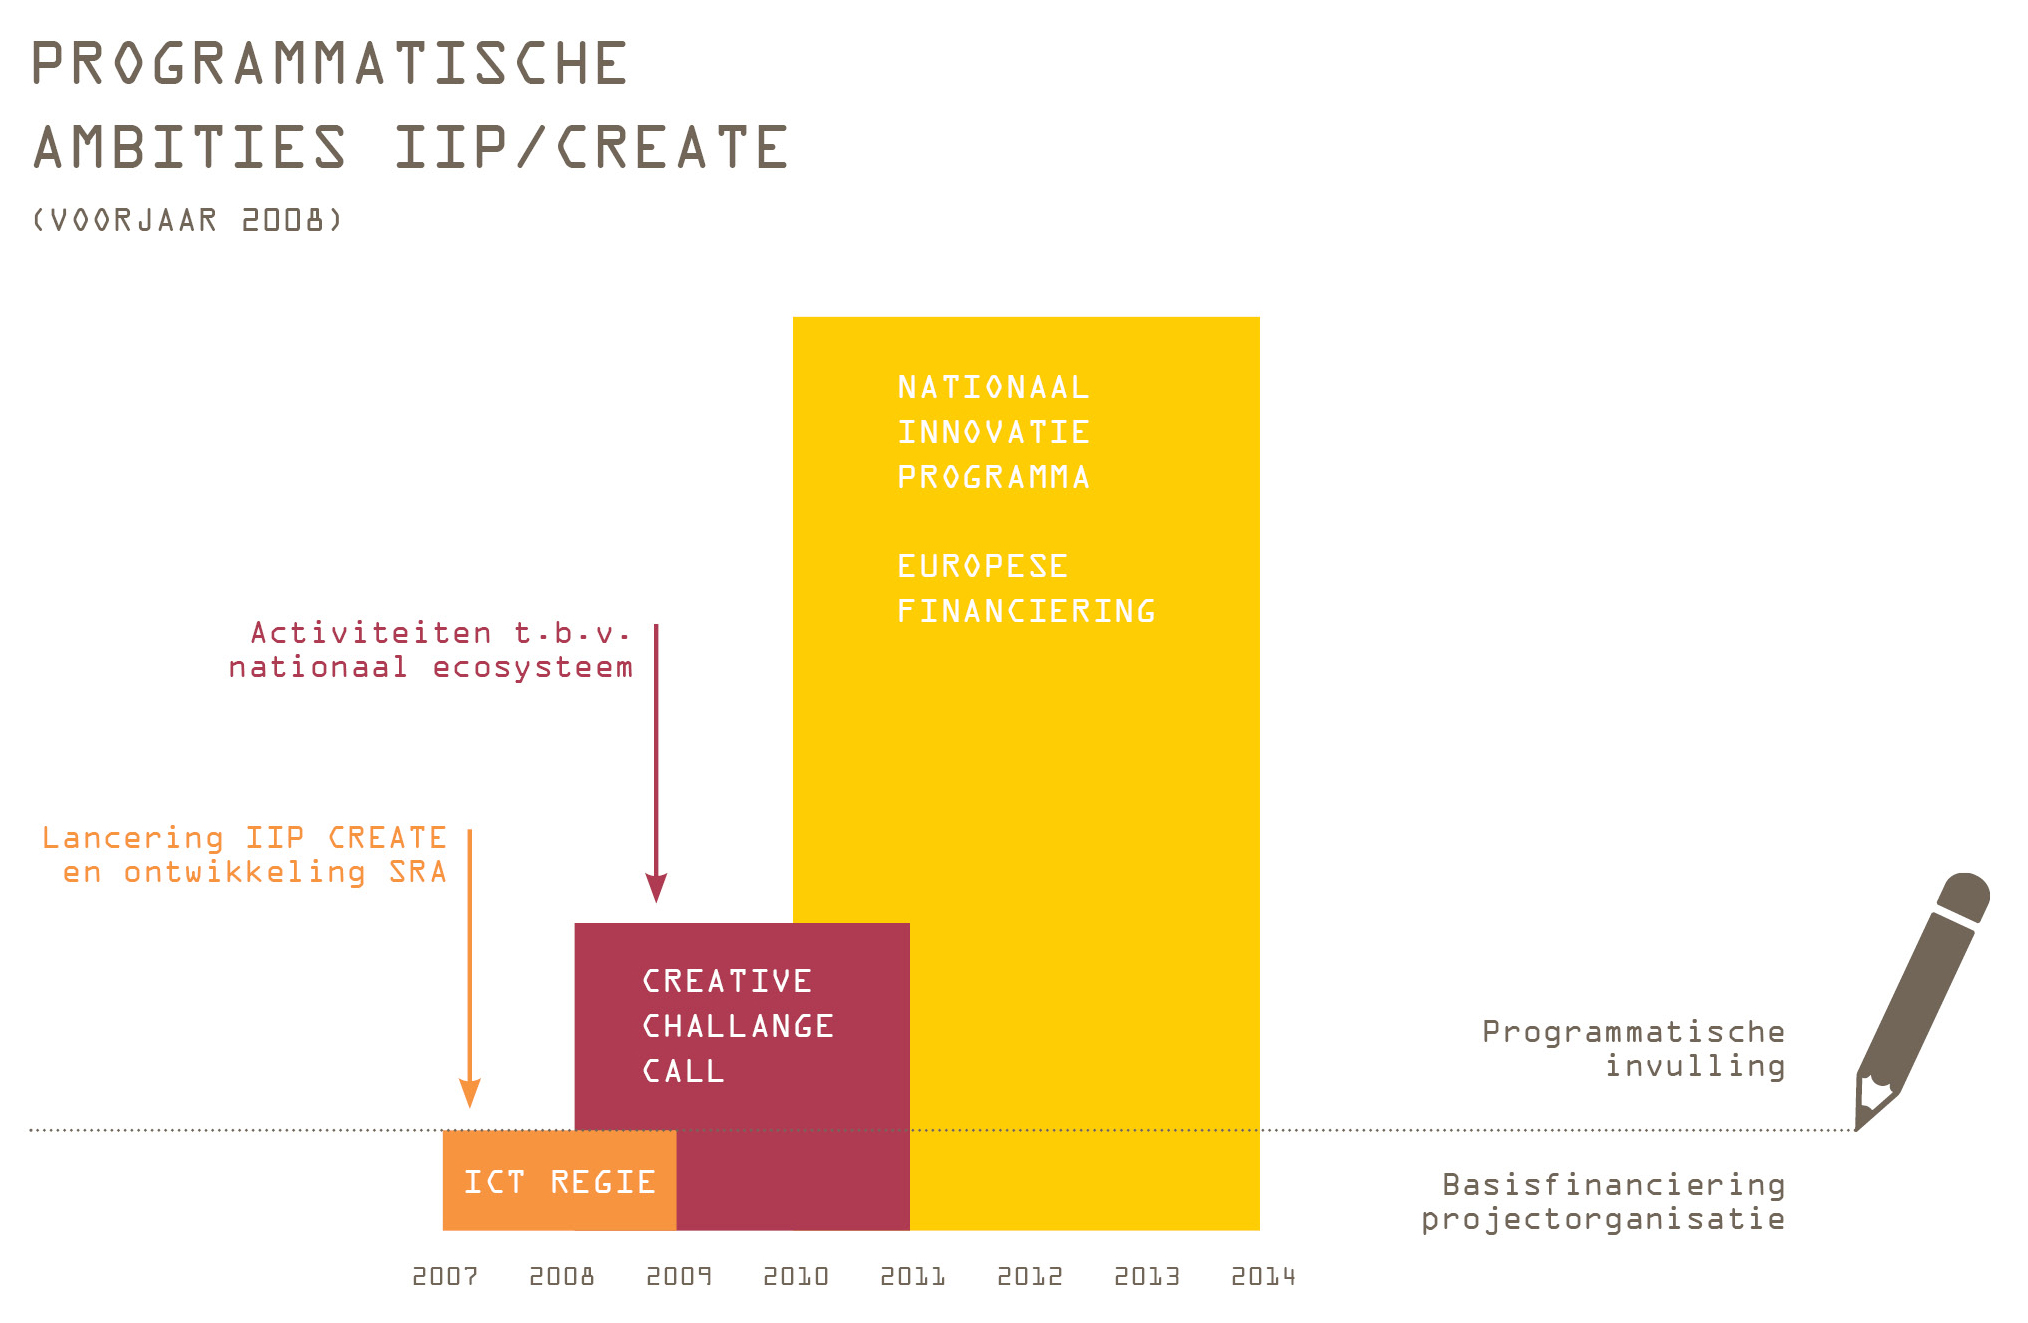 PROGRAMMATISCHE
AMBITIES IIP/CREATE
(VOORJAAR 2008)
NATIONAAL
INNOVATIE
PROGRAMMA
EUROPESE
FINANCIERING
Activiteiten t.b.v.
nationaal ecosysteem
Lancering IIP CREATE
en ontwikkeling SRA
CREATIVE
CHALLANGE
CALL
Programmatische
invulling
ICT REGIE
Basisfinanciering
projectorganisatie
2007 2008 2009 2010 2011 2012 2013 2014